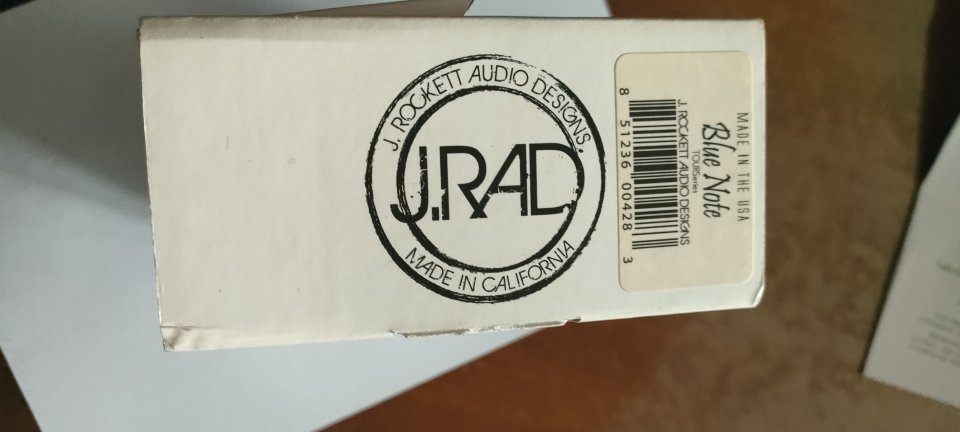 J. ROCKETT AUDIO DESIGNS.
J.RAD
MADE IN CALIFORNIA
MADE IN THE USA
Blue Note
TOURSeries
J. ROCKETT AUDIO DESIGNS
8 51236 00428 3